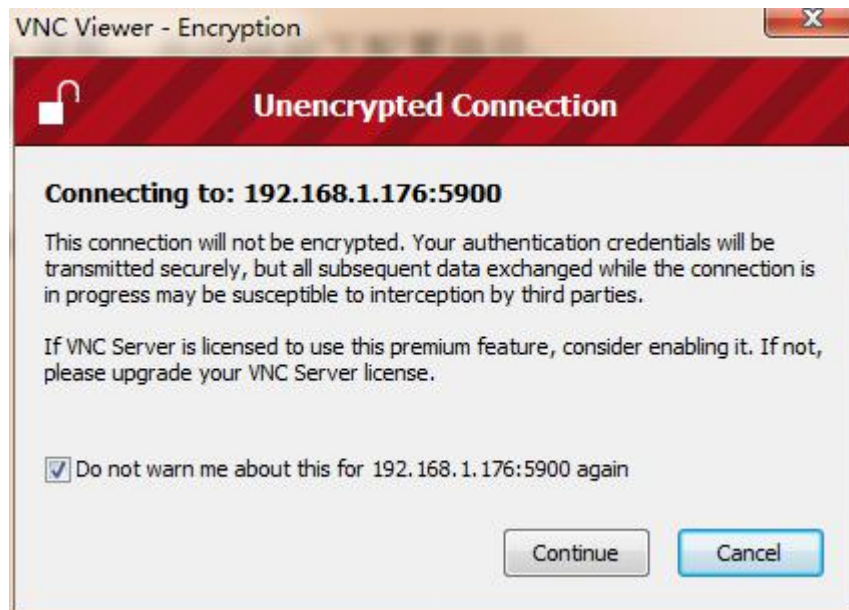 VNC Viewer - Encryption
Unencrypted Connection
Connecting to: 192.168.1.176:5900
This connection will not be encrypted. Your authentication credentials will be
transmitted securely, but all subsequent data exchanged while the connection is
in progress may be susceptible to interception by third parties.
If VNC Server is licensed to use this premium feature, consider enabling it. If not,
please upgrade your VNC Server license.
Do not warn me about this for 192.168.1.176:5900 again
Continue
Cancel